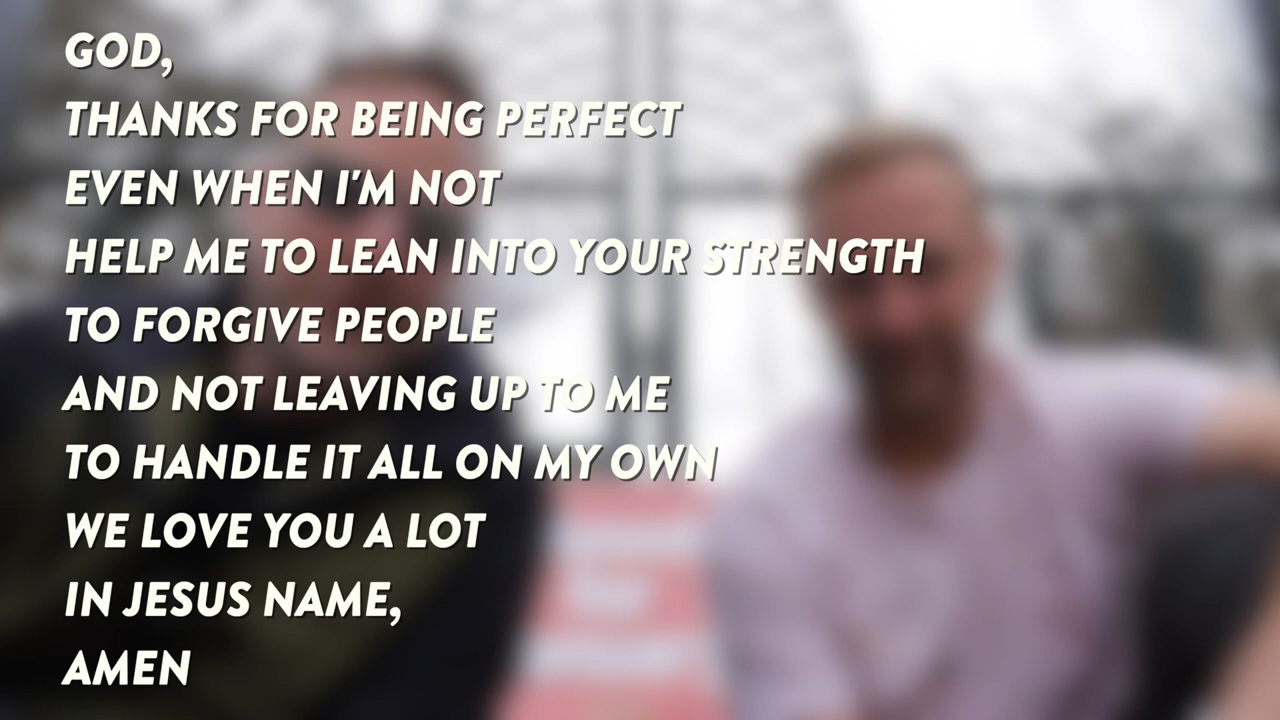 GOD,
THANKS FOR BEING PERFECT
EVEN WHEN I'M NOT
HELP ME TO LEAN INTO YOUR STRENGTH
TO FORGIVE PEOPLE
AND NOT LEAVING UP TO ME
TO HANDLE IT ALL ON MY OWN
WE LOVE YOU A LOT
IN JESUS NAME,
AMEN